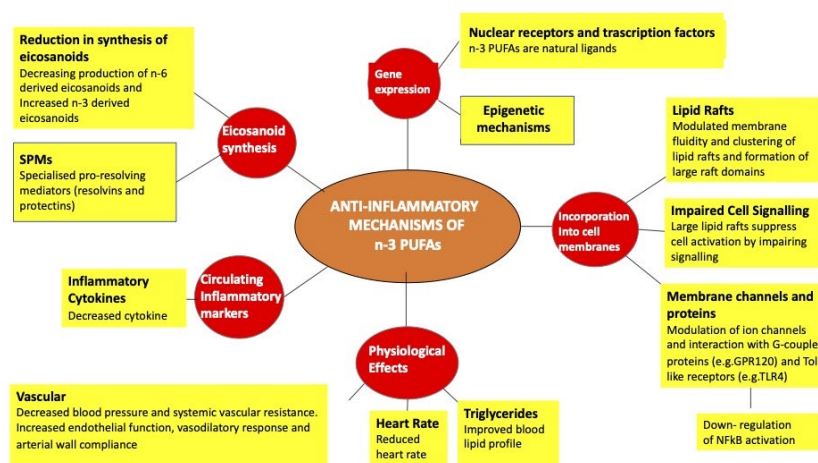 Reduction in synthesis of
eicosanoids
Decreasing production of n-6
derived eicosanoids and
Increased n-3 derived
eicosanoids
SPMs
Specialised pro-resolving
mediators (resolvins and
protectins)
Eicosanoid
synthesis
Gene
expression
Nuclear receptors and trascription factors
n-3 PUFAs are natural ligands
Epigenetic
mechanisms
ANTI-INFLAMMATORY
MECHANISMS OF
n-3 PUFAs
Incorporation
Into cell
membranes
Lipid Rafts
Modulated membrane
fluidity and clustering of
lipid rafts and formation of
large raft domains
Impaired Cell Signalling
Large lipid rafts suppress
cell activation by impairing
signalling
Membrane channels and
proteins
Modulation of ion channels
and interaction with G-couple
proteins (e.g.GPR120) and Tol
like receptors (e.g.TLR4)
Down- regulation
of NFkB activation
Inflammatory
Cytokines
Decreased cytokine
Circulating
Inflammatory
markers
Physiological
Effects
Vascular
Decreased blood pressure and systemic vascular resistance.
Increased endothelial function, vasodilatory response and
arterial wall compliance
Heart Rate
Reduced
heart rate
Triglycerides
Improved blood
lipid profile